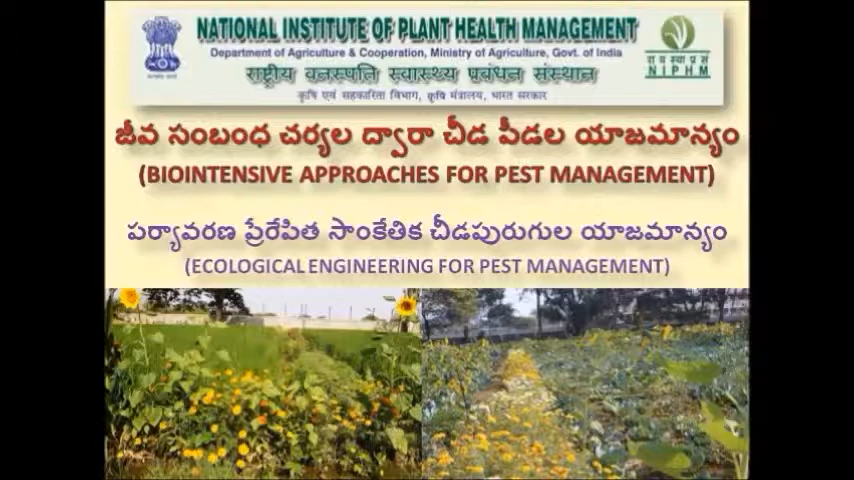 NATIONAL INSTITUTE OF PLANT HEALTH MANAGEMENT
Department of Agriculture & Cooperation, Ministry of Agriculture, Govt. of India
राष्ट्रीय वनस्पति स्वास्थ्य प्रबंधन संस्थान
कृषि एवं सहकारिता विभाग, कृषि मंत्रालय, भारत सरकार
रा व स्वा प्र सं
NIPHM
జీవ సంబంధ చర్యల ద్వారా చీడ పీడల యాజమాన్యం
(BIOINTENSIVE APPROACHES FOR PEST MANAGEMENT)
పర్యావరణ ప్రేరేపిత సాంకేతిక చీడపురుగుల యాజమాన్యం
(ECOLOGICAL ENGINEERING FOR PEST MANAGEMENT)